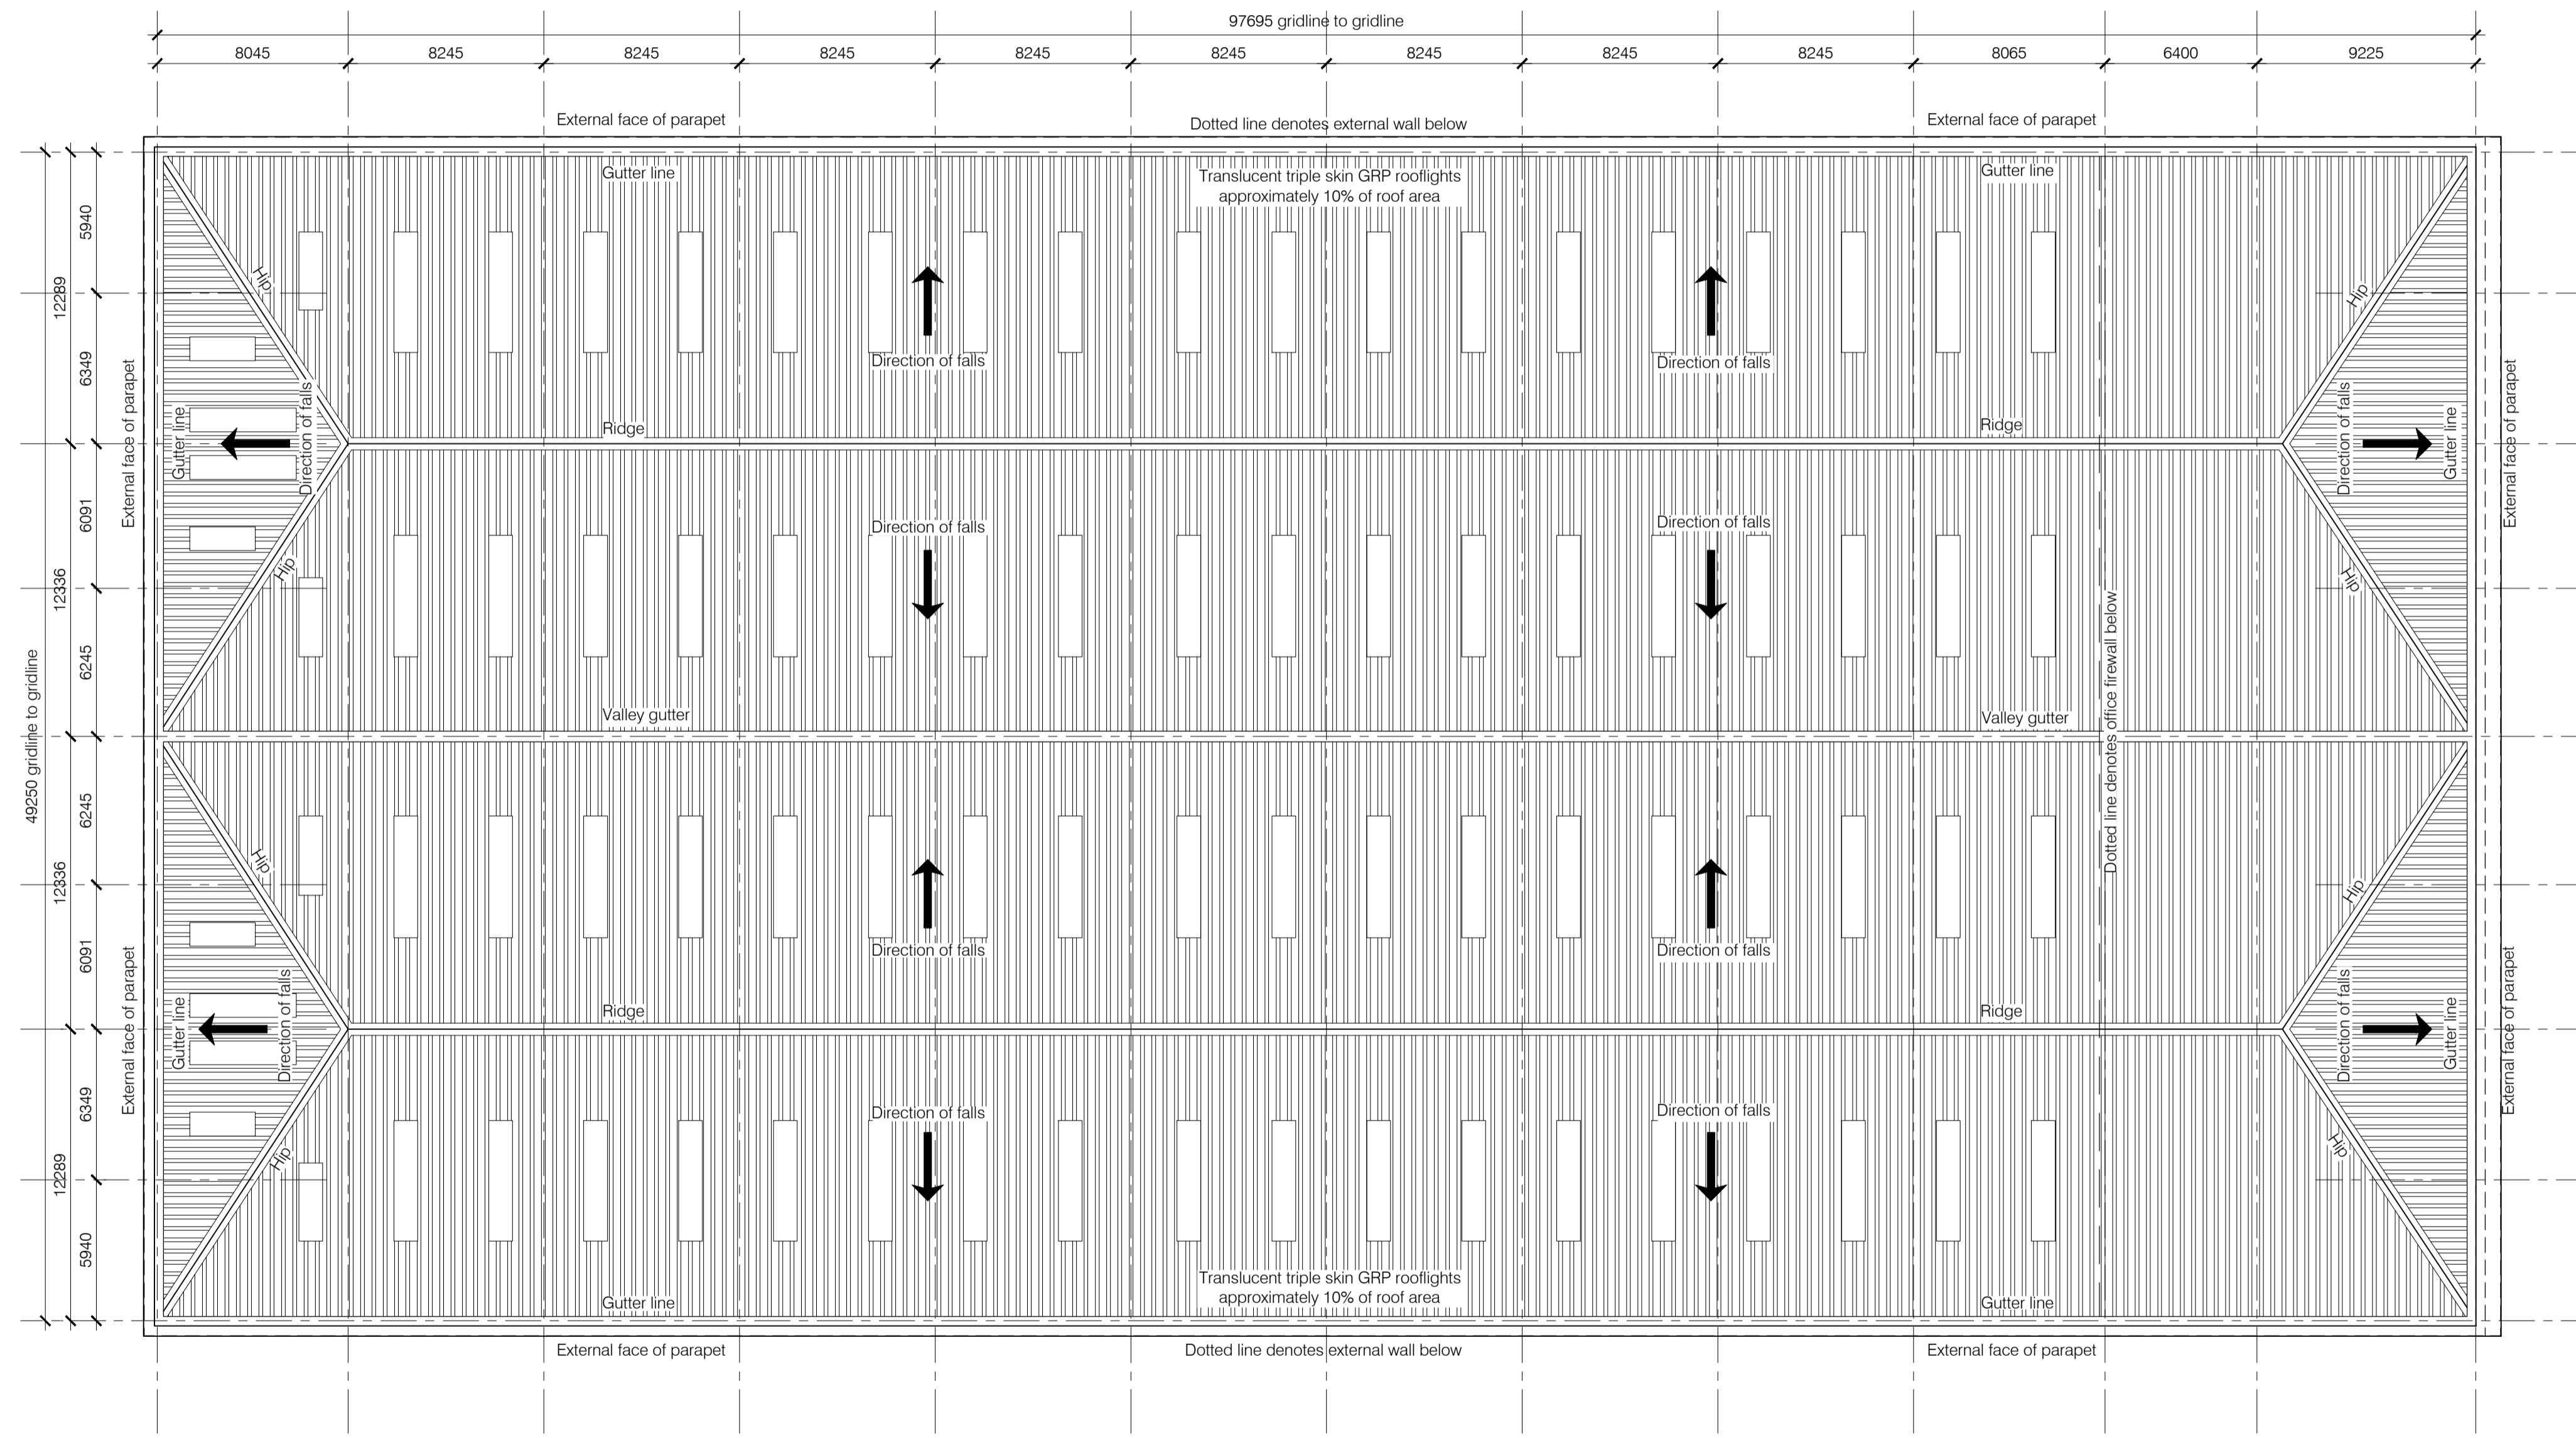 97695 gridline to gridline
8045 8245 8245 8245 8245 8245 8245 8245 8245 8065 6400 9225
External face of parapet
Dotted line denotes external wall below
External face of parapet
Gutter line
Translucent triple skin GRP rooflights
approximately 10% of roof area
Gutter line
5940
12289
6349
6091
12336
6245
49250 gridline to gridline
6245
12336
6091
6349
12289
5940
Hip
Hip
Direction of falls
Direction of falls
External face of parapet
Gutter line
Direction of falls
Ridge
Ridge
Direction of falls
Gutter line
External face of parapet
Direction of falls
Direction of falls
Hip
Hip
Dotted line denotes office firewall below
Valley gutter
Valley gutter
Hip
Hip
Direction of falls
Direction of falls
External face of parapet
Gutter line
Direction of falls
Ridge
Ridge
Direction of falls
Gutter line
External face of parapet
Direction of falls
Direction of falls
Hip
Hip
Translucent triple skin GRP rooflights
approximately 10% of roof area
Gutter line
Gutter line
External face of parapet
Dotted line denotes external wall below
External face of parapet